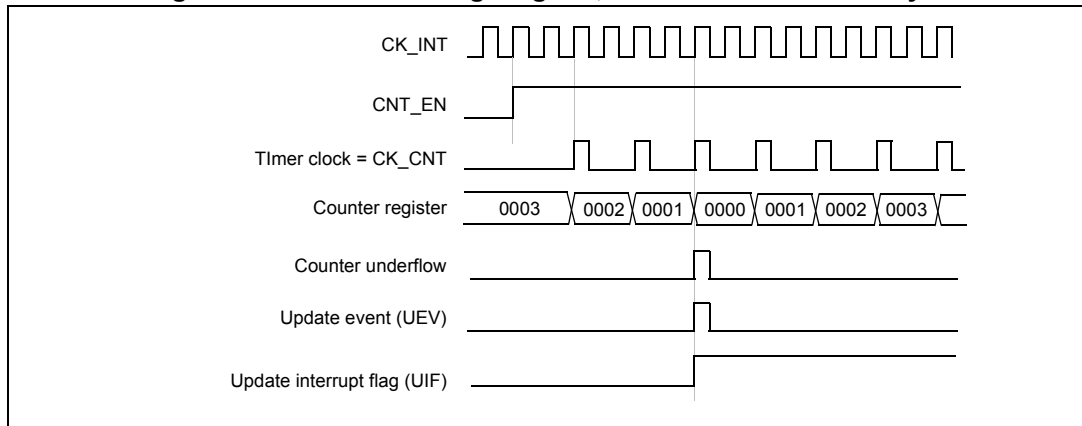 CK_INT
CNT_EN
TImer clock = CK_CNT
Counter register 0003 0002 0001 0000 0001 0002 0003
Counter underflow
Update event (UEV)
Update interrupt flag (UIF)